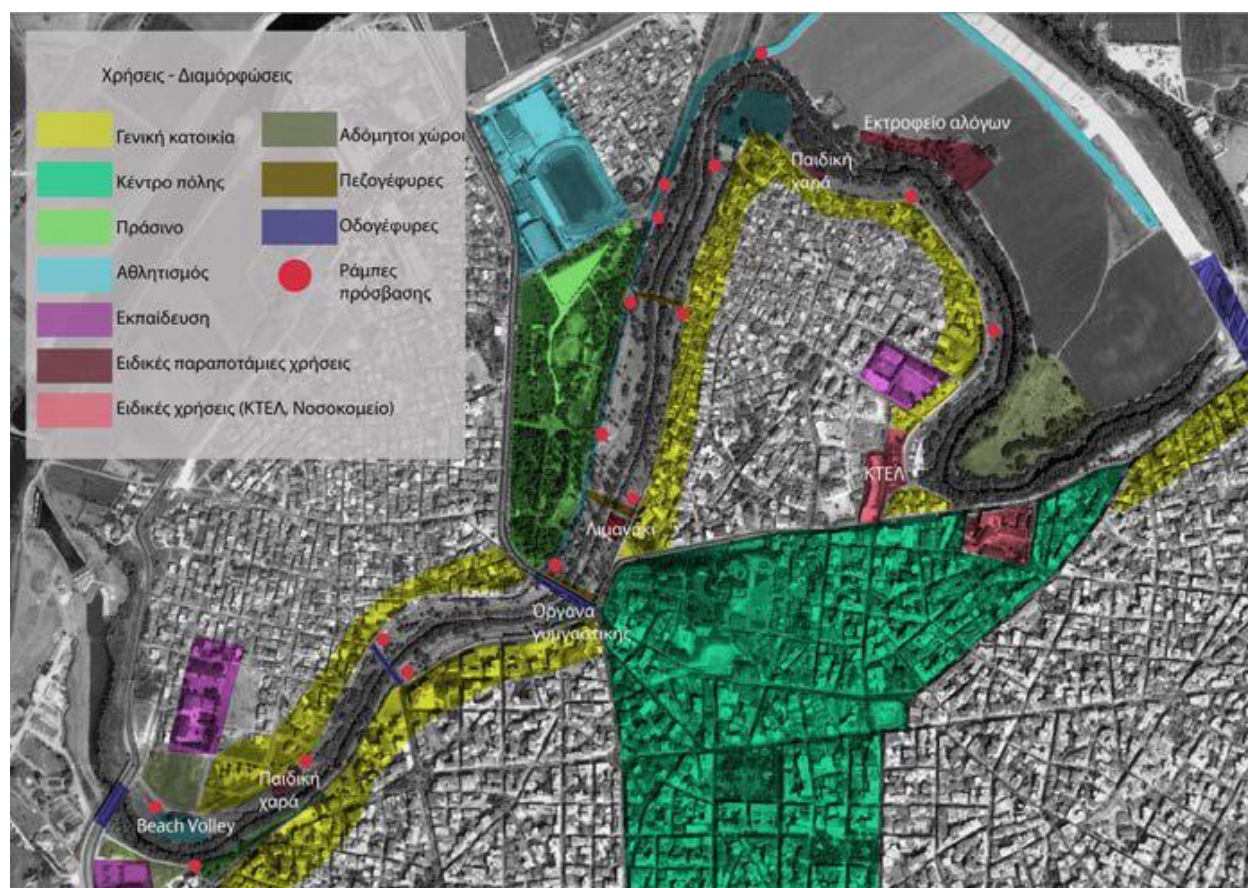 Χρήσεις - Διαμορφώσεις
Γενική κατοικία
Κέντρο πόλης
Πράσινο
Αθλητισμός
Εκπαίδευση
Ειδικές παραποτάμιες χρήσεις
Ειδικές χρήσεις (ΚΤΕΛ, Νοσοκομείο)
Αδόμητοι χώροι
Πεζογέφυρες
Οδογέφυρες
Ράμπες
πρόσβασης
Εκτροφείο αλόγων
Παιδική
χαρά
ΚΤΕΛ
Λιμανάκι
Όργανα
γυμναστικής
Παιδική
χαρά
Beach Volley